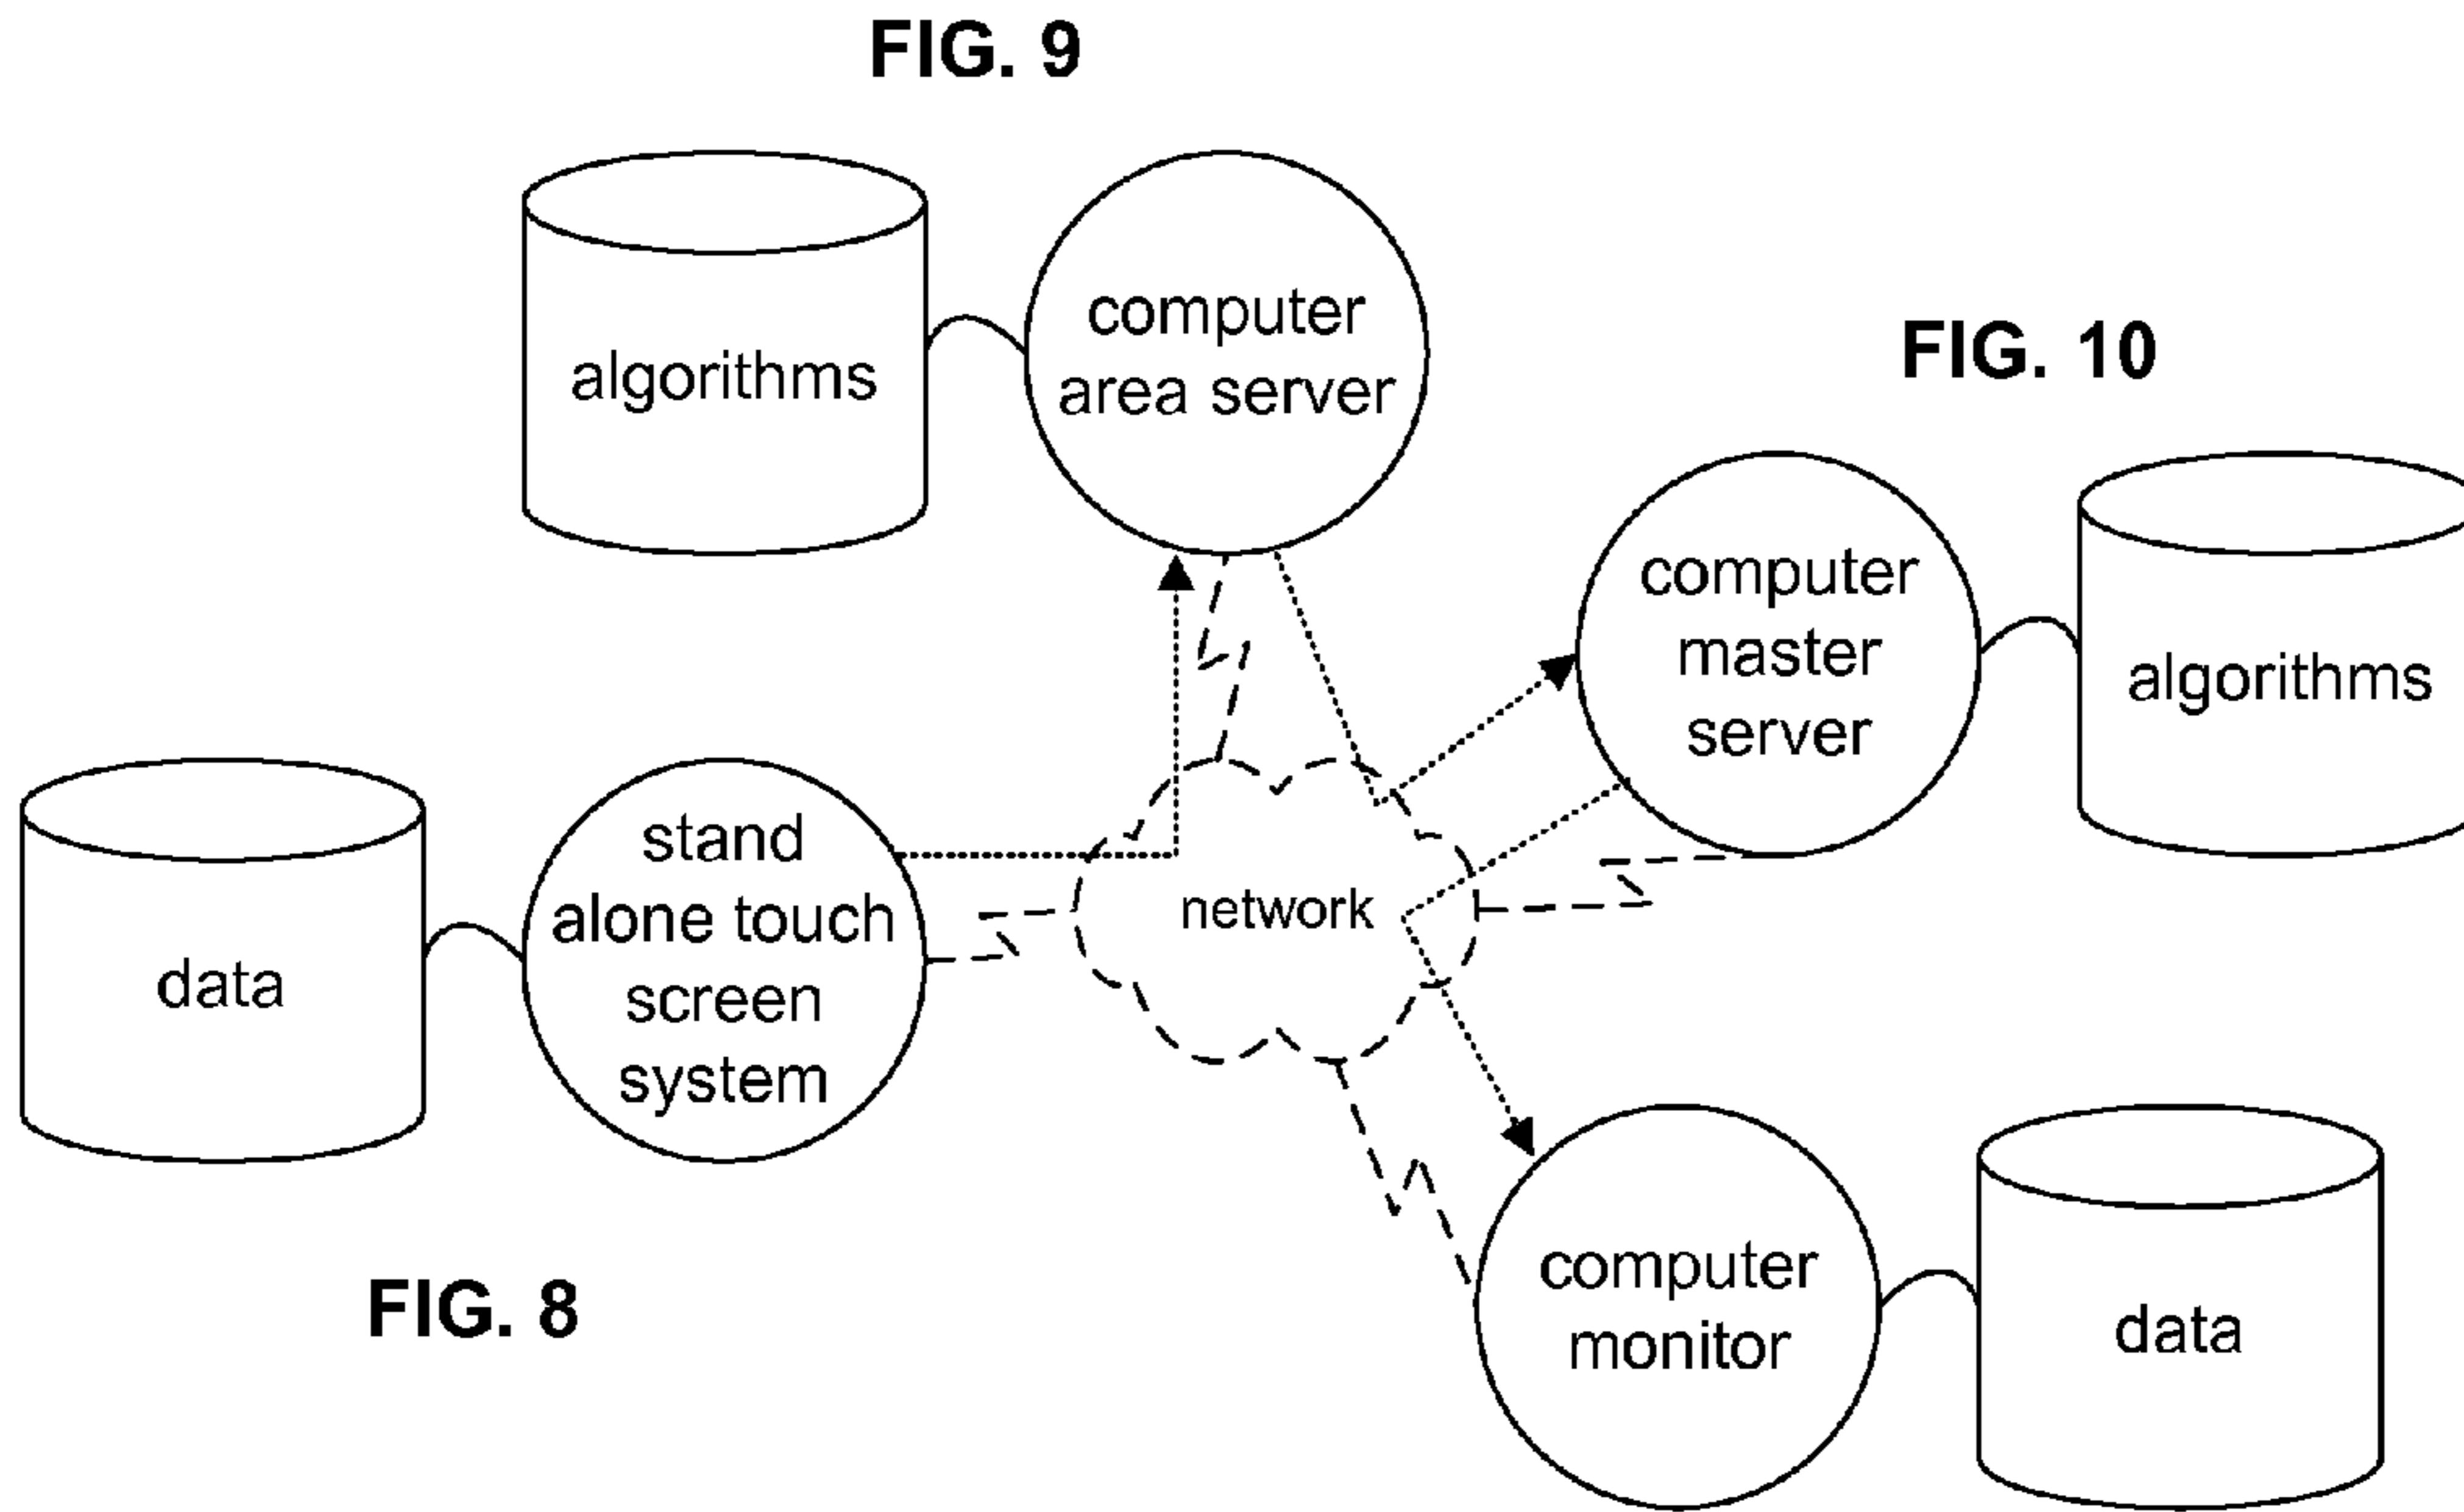 FIG. 9
algorithms
computer
area server
FIG. 10
computer
master
server
algorithms
data
stand
alone touch
screen
system
network
FIG. 8
computer
monitor
data